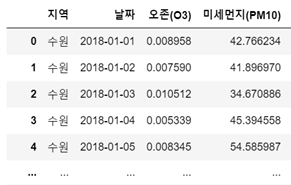 지역 날짜 오존(O3) 미세먼지(PM10)
0 수원 2018-01-01 0.008958 42.766234
1 수원 2018-01-02 0.007590 41.896970
2 수원 2018-01-03 0.010512 34.670886
3 수원 2018-01-04 0.005339 45.394558
4 수원 2018-01-05 0.008345 54.585987
... ... ... ... ...